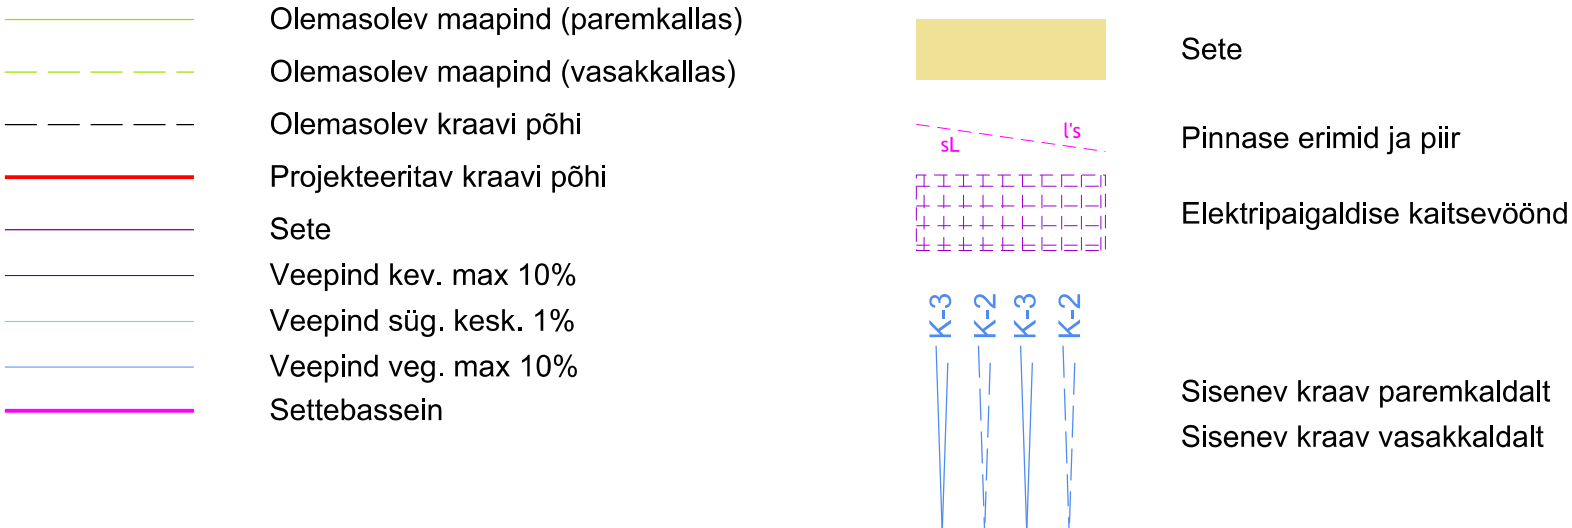 Olemasolev maapind (paremkallas)
Olemasolev maapind (vasakkallas)
Olemasolev kraavi põhi
Projekteeritav kraavi põhi
Sete
Veepind kev. max 10%
Veepind süg. kesk. 1%
Veepind veg. max 10%
Settebassein
Sete
sL
l's
Pinnase erimid ja piir
Elektripaigaldise kaitsevöönd
K-3
K-2
K-3
K-2
Sisenev kraav paremkaldalt
Sisenev kraav vasakkaldalt